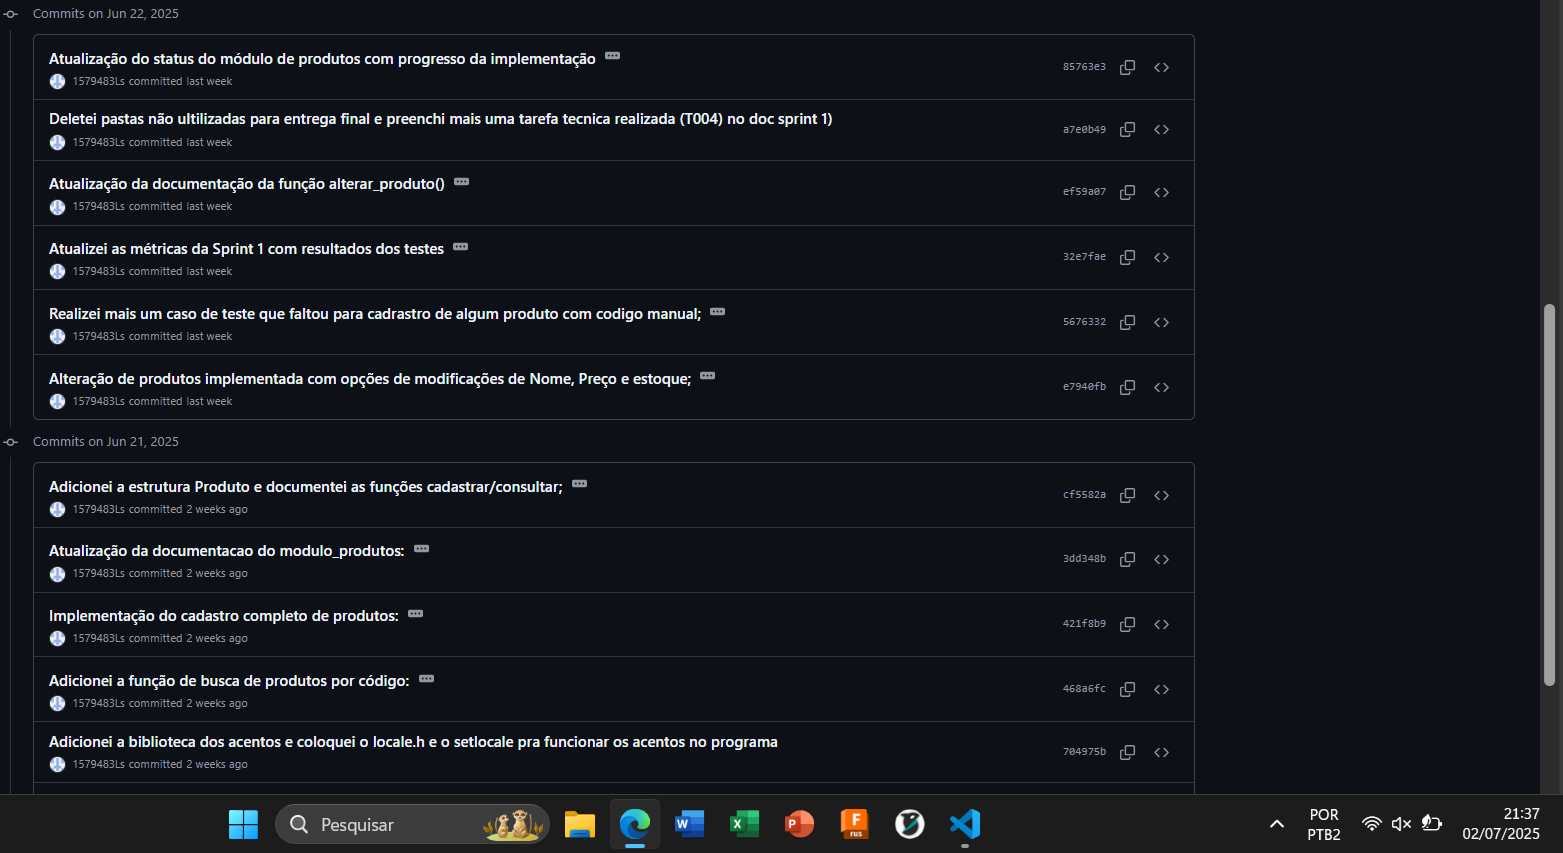 Commits on Jun 22, 2025
Atualização do status do módulo de produtos com progresso da implementação
85763e3
1579483Ls committed last week
Deletei pastas não ultilizadas para entrega final e preenchi mais uma tarefa tecnica realizada (T004) no doc sprint 1)
a7e0b49
1579483Ls committed last week
Atualização da documentação da função alterar_produto()
ef59a07
1579483Ls committed last week
Atualizei as métricas da Sprint 1 com resultados dos testes
32e7fae
1579483Ls committed last week
Realizei mais um caso de teste que faltou para cadrastro de algum produto com codigo manual;
5676332
1579483Ls committed last week
Alteração de produtos implementada com opções de modificações de Nome, Preço e estoque;
e7940fb
1579483Ls committed last week
Commits on Jun 21, 2025
Adicionei a estrutura Produto e documentei as funções cadastrar/consultar;
cf5582a
1579483Ls committed 2 weeks ago
Atualização da documentacao do modulo_produtos:
3dd348b
1579483Ls committed 2 weeks ago
Implementação do cadastro completo de produtos:
421f8b9
1579483Ls committed 2 weeks ago
Adicionei a função de busca de produtos por código:
468a6fc
1579483Ls committed 2 weeks ago
Adicionei a biblioteca dos acentos e coloquei o locale.h e o setlocale pra funcionar os acentos no programa
704975b
1579483Ls committed 2 weeks ago
Pesquisar
W
X
P
F
FUS
POR
PTB2
21:37
02/07/2025